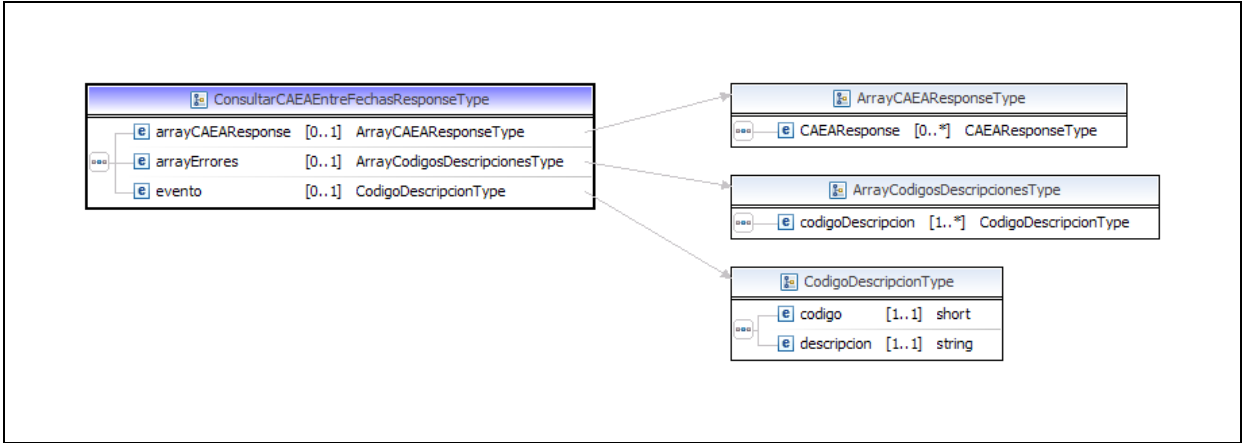 ConsultarCAEAEntreFechasResponseType
e arrayCAEAResponse [0..1] ArrayCAEAResponseType
e arrayErrores [0..1] ArrayCodigosDescripcionesType
e evento [0..1] CodigoDescripcionType
ArrayCAEAResponseType
e CAEAResponse [0..*] CAEAResponseType
ArrayCodigosDescripcionesType
e codigoDescripcion [1..*] CodigoDescripcionType
CodigoDescripcionType
e codigo [1..1] short
e descripcion [1..1] string